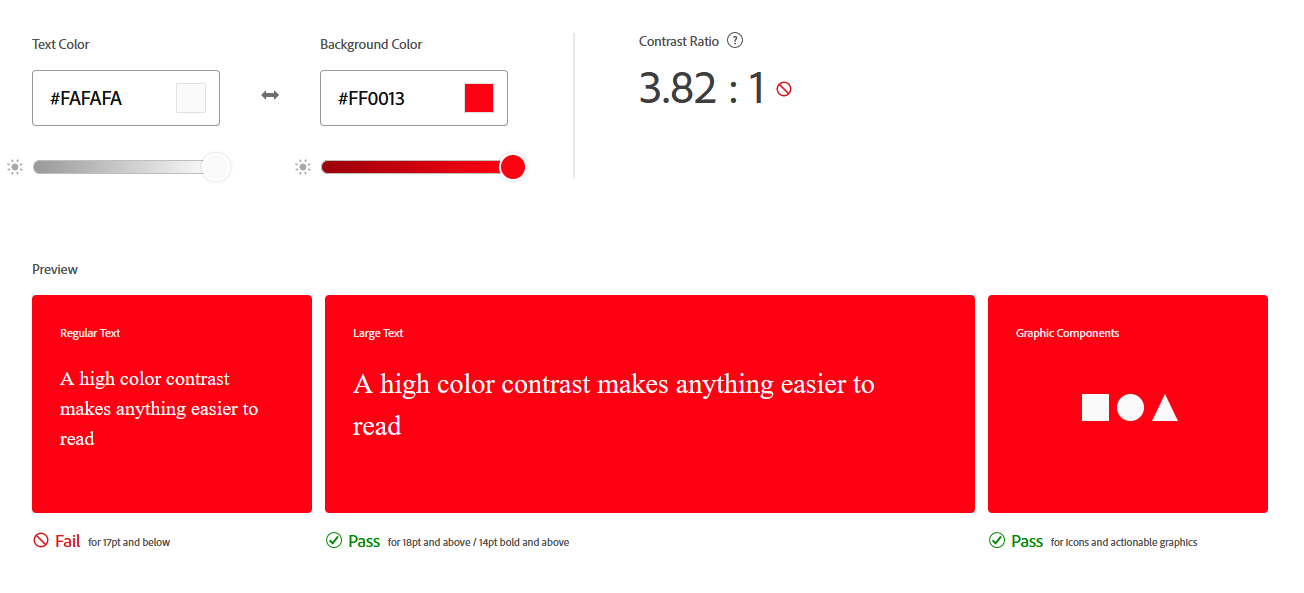 Text Color
Background Color
Contrast Ratio ?
#FAFAFA
#FF0013
3.82 : 1
Preview
Regular Text
A high color contrast
makes anything easier to
read
Large Text
A high color contrast makes anything easier to
read
Graphic Components
Fail for 17pt and below
Pass for 18pt and above / 14pt bold and above
Pass for icons and actionable graphics